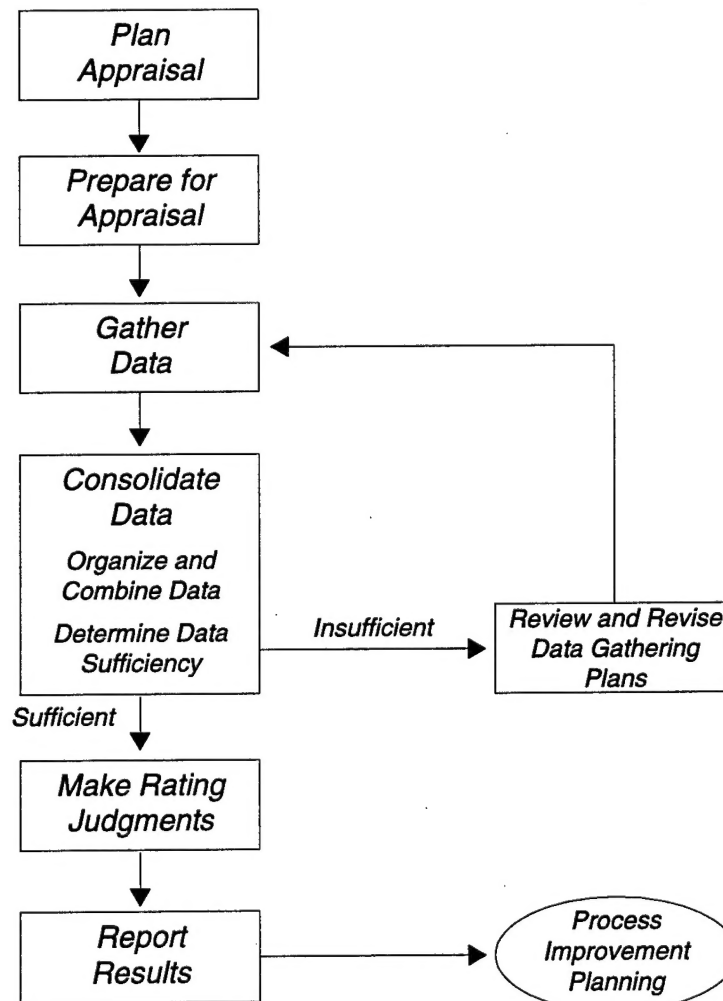 Plan
Appraisal
Prepare for
Appraisal
Gather
Data
Consolidate
Data
Organize and
Combine Data
Determine Data
Sufficiency
Insufficient
Review and Revise
Data Gathering
Plans
Sufficient
Make Rating
Judgments
Report
Results
Process
Improvement
Planning